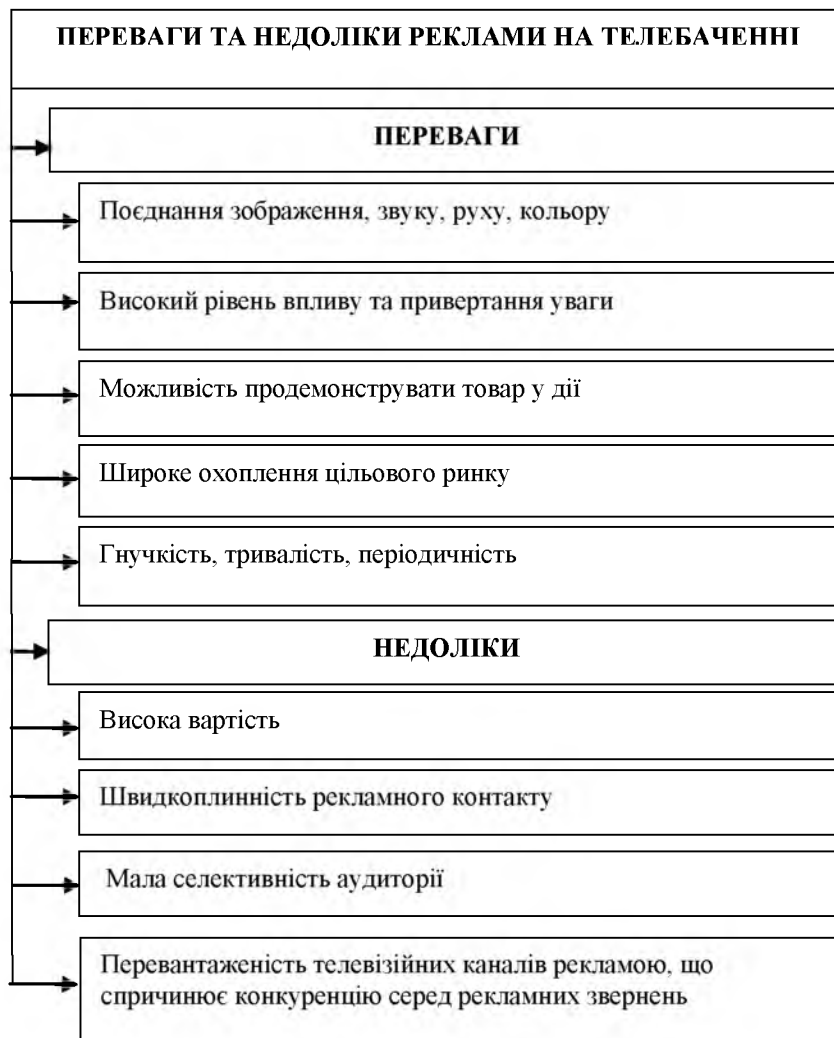 ПЕРЕВАГИ ТА НЕДОЛІКИ РЕКЛАМИ НА ТЕЛЕБАЧЕННІ
ПЕРЕВАГИ
Поєднання зображення, звуку, руху, кольору
Високий рівень впливу та привертання уваги
Можливість продемонструвати товар у дії
Широке охоплення цільового ринку
Гнучкість, тривалість, періодичність
НЕДОЛІКИ
Висока вартість
Швидкоплинність рекламного контакту
Мала селективність аудиторії
Перевантаженість телевізійних каналів рекламою, що
спричинює конкуренцію серед рекламних звернень